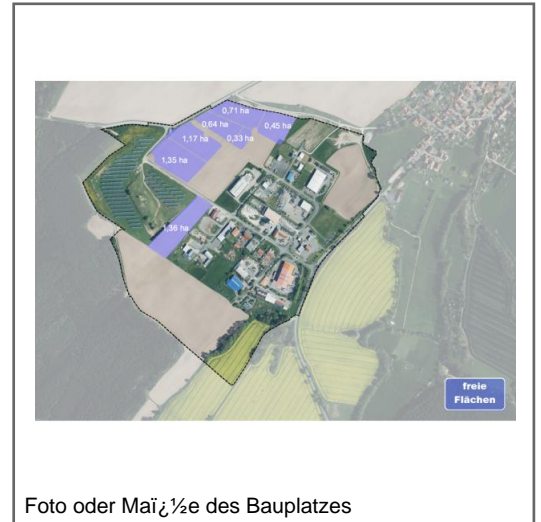 0,71 ha
0,64 ha
0,45 ha
1,17 ha
0,33 ha
1,35 ha
1,36 ha
freie
Flächen
Foto oder Maï¿½e des Bauplatzes